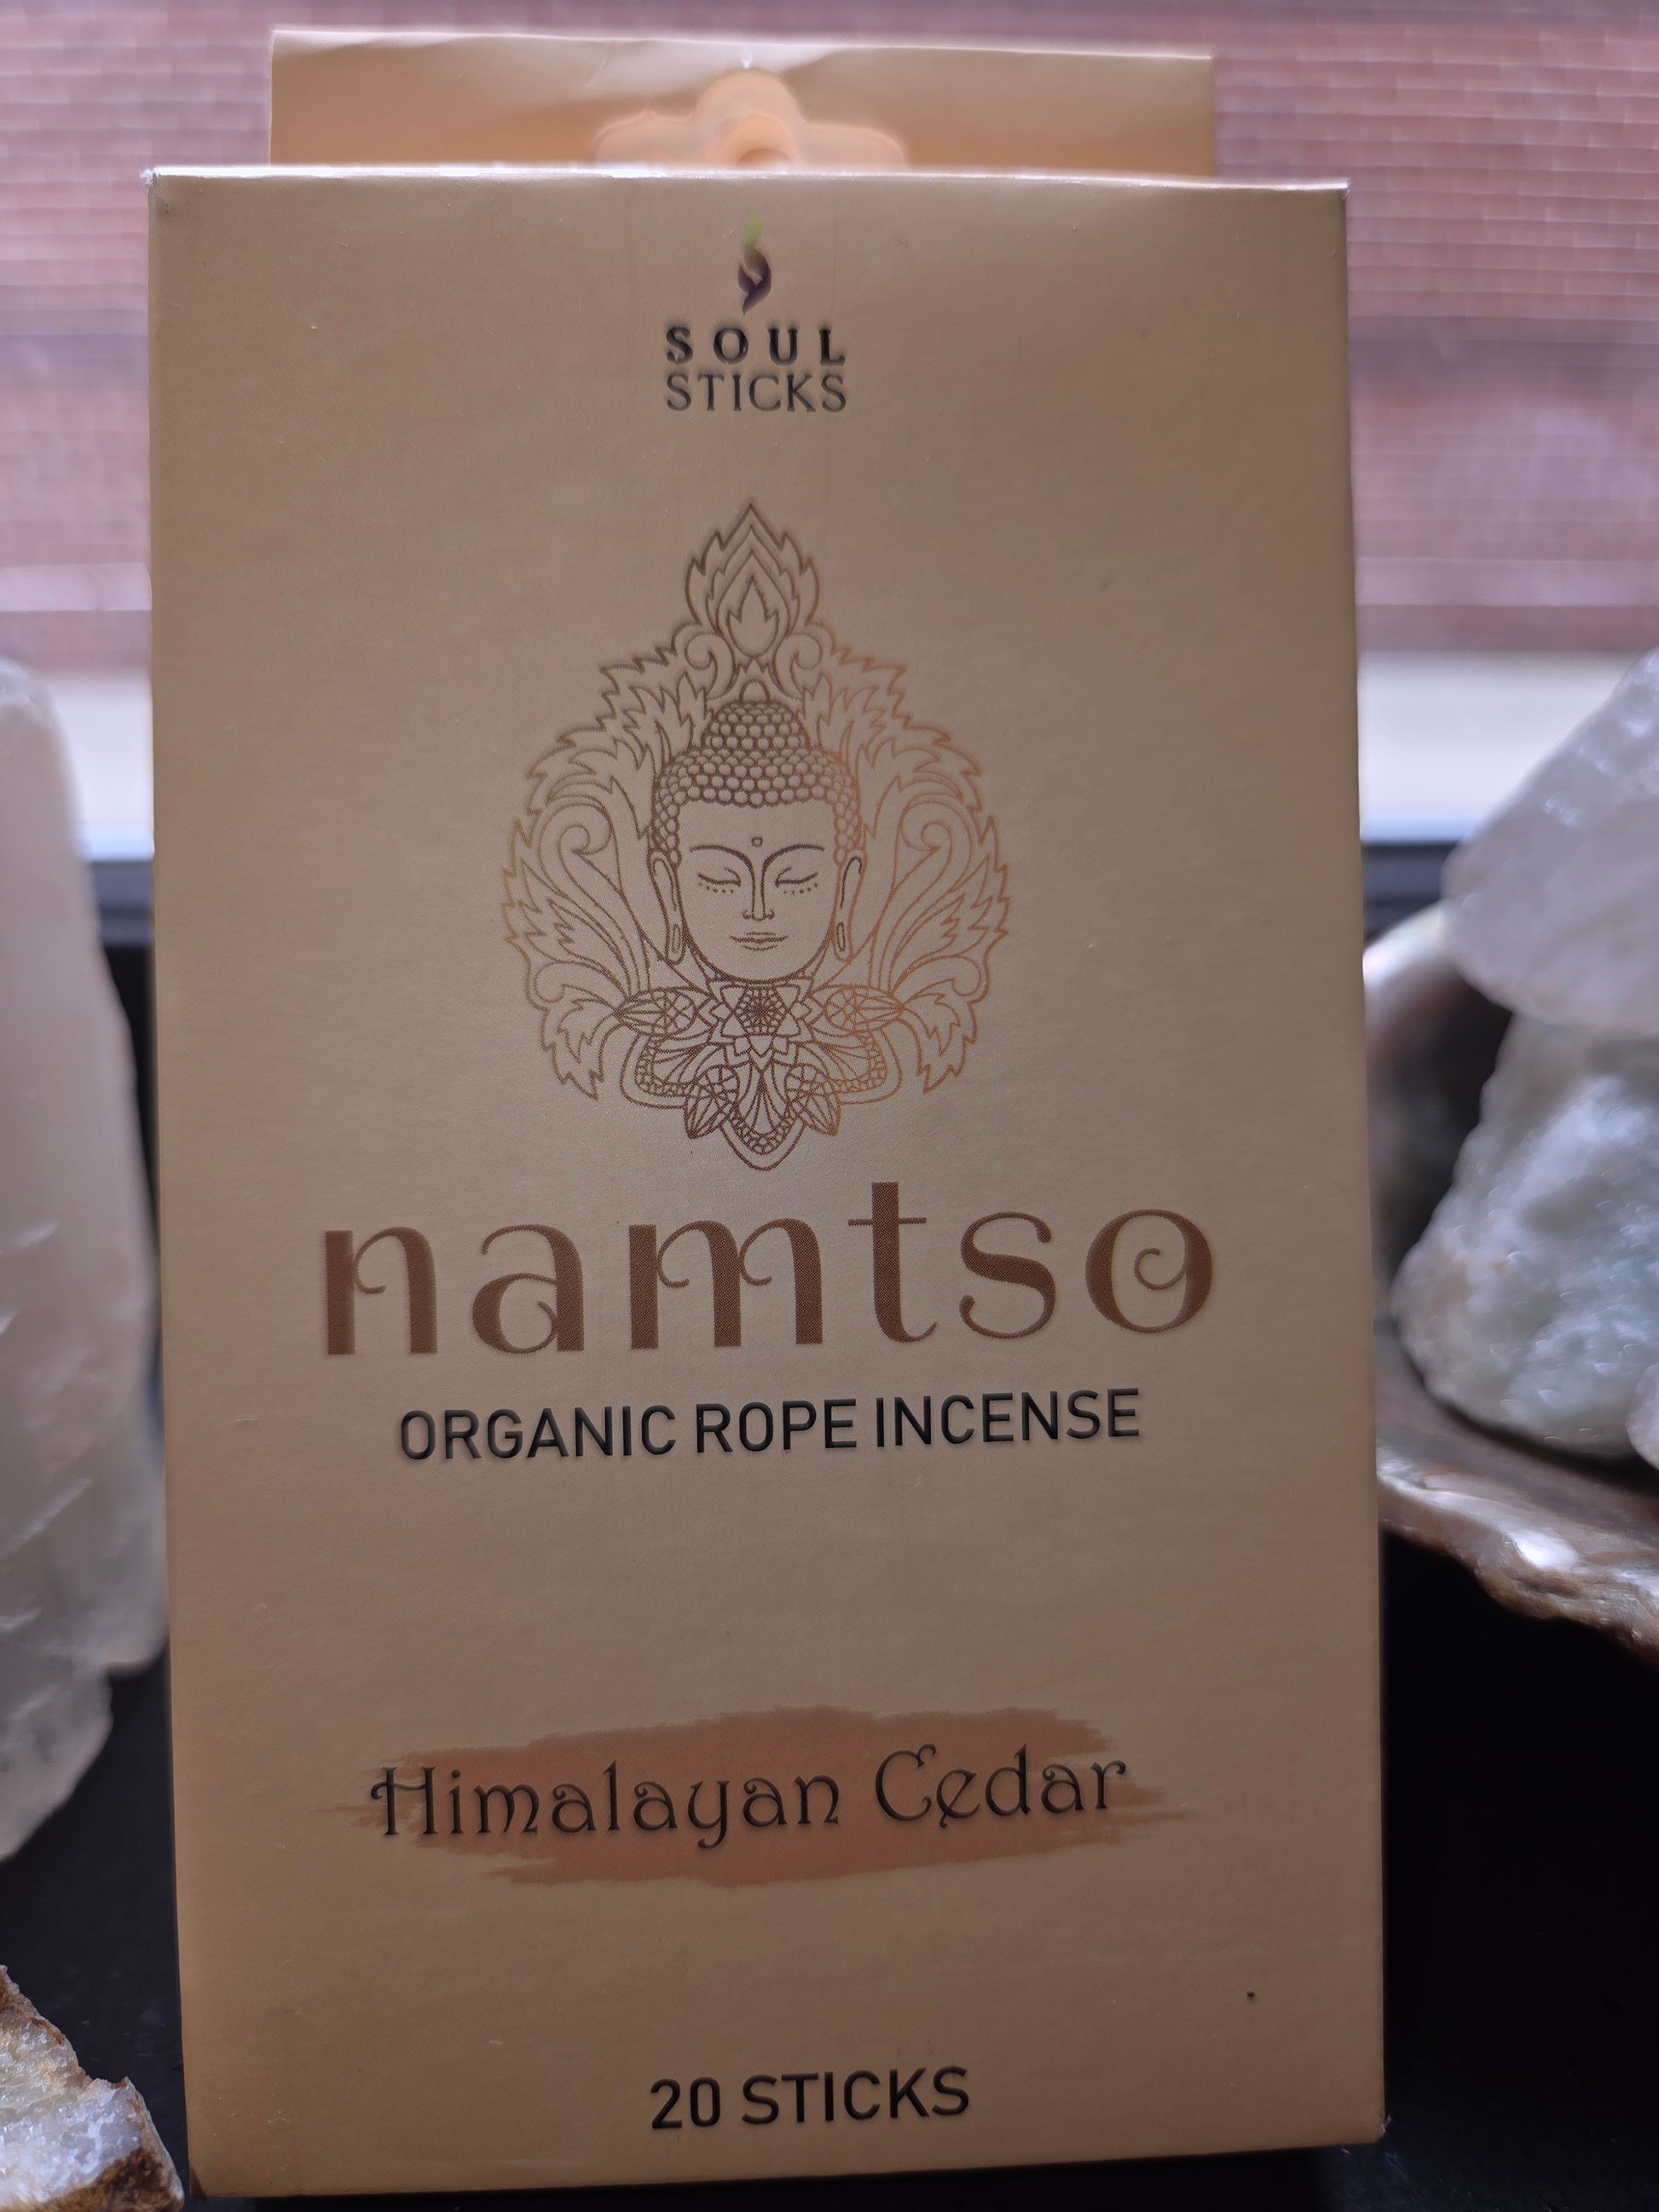 SOUL
STICKS
namtso
ORGANIC ROPE INCENSE
Himalayan Cedar
20 STICKS